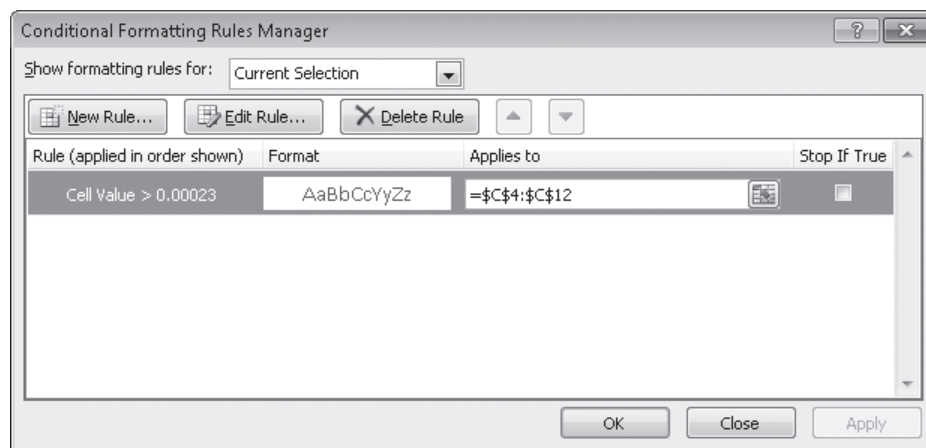 Conditional Formatting Rules Manager
?
Show formatting rules for: Current Selection
New Rule... Edit Rule... Delete Rule
Rule (applied in order shown) Format Applies to Stop If True
Cell Value > 0.00023 AaBbCcYyZz =$C$4:$C$12
OK Close Apply